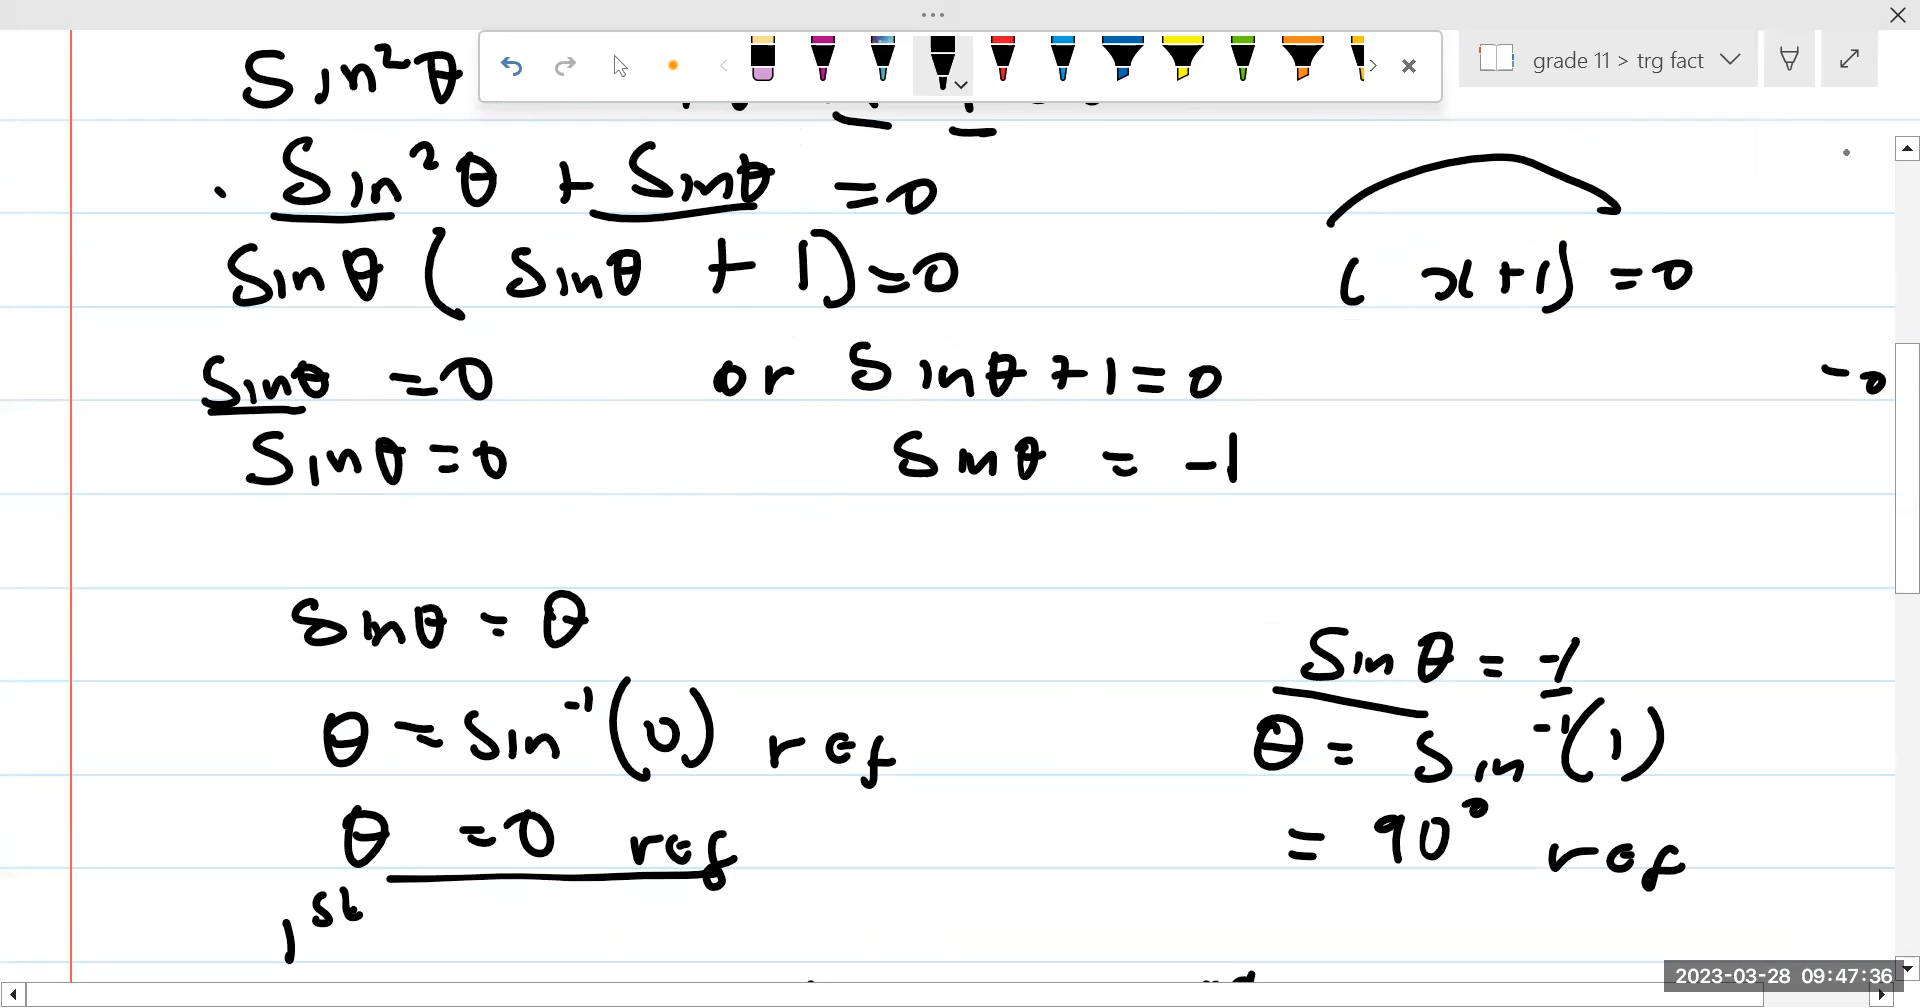 grade 11 > trg fact
Sin²θ
Sin²θ + Sinθ = 0
Sinθ ( Sinθ + 1) = 0
( x + 1) = 0
Sinθ = 0 or Sinθ + 1 = 0
- 0
Sinθ = 0 Sinθ = -1
Sinθ = θ
Sinθ = -1
θ = Sin⁻¹(0) ref
θ = Sin⁻¹(1)
θ = 0 ref
= 90° ref
1st
2023-03-28 09:47:36